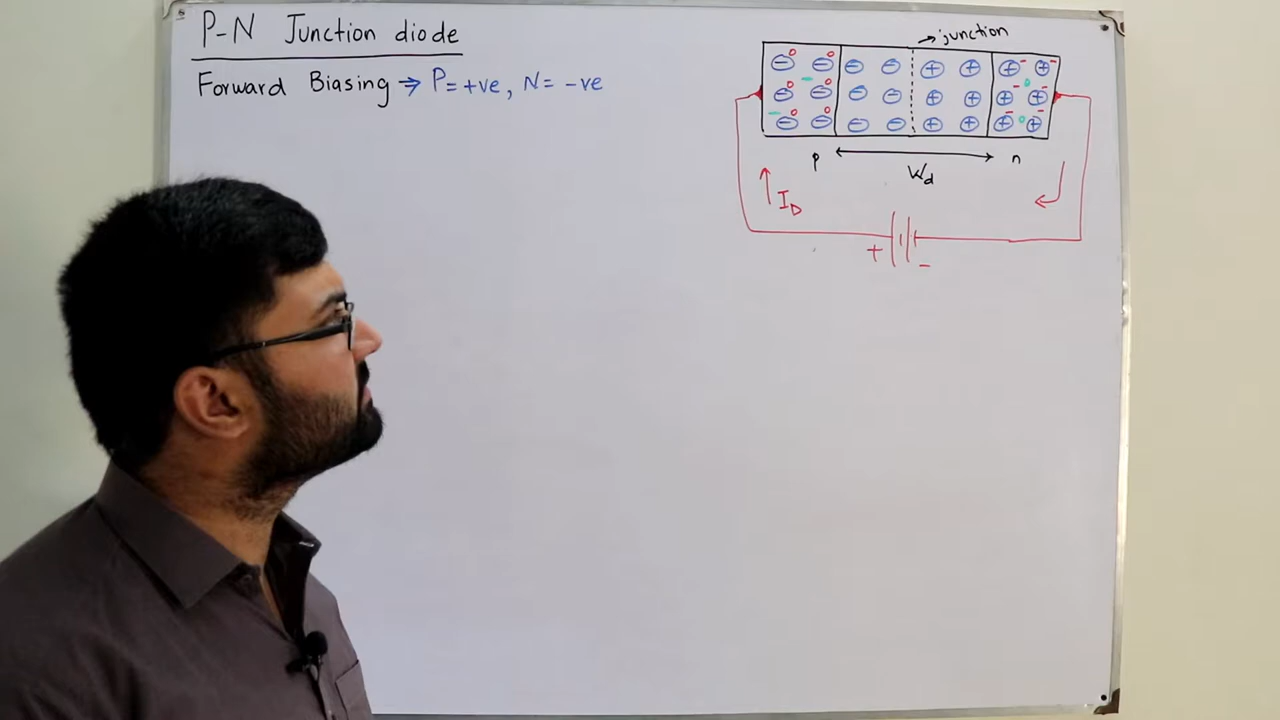 P-N Junction diode
Forward Biasing → P = +ve, N = -ve
→ junction
p
W_d
n
I_D
+
-